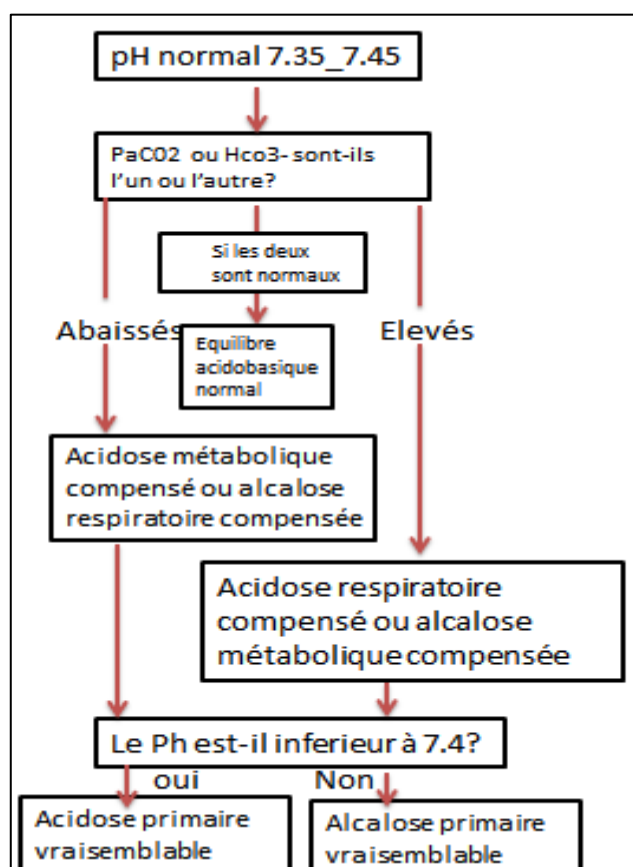 pH normal 7.35_7.45
PaC02 ou Hco3- sont-ils
l'un ou l'autre?
Si les deux
sont normaux
Abaissés
Elevés
Equilibre
acidobasique
normal
Acidose métabolique
compensé ou alcalose
respiratoire compensée
Acidose respiratoire
compensé ou alcalose
métabolique compensée
Le Ph est-il inferieur à 7.4?
oui
Non
Acidose primaire
vraisemblable
Alcalose primaire
vraisemblable